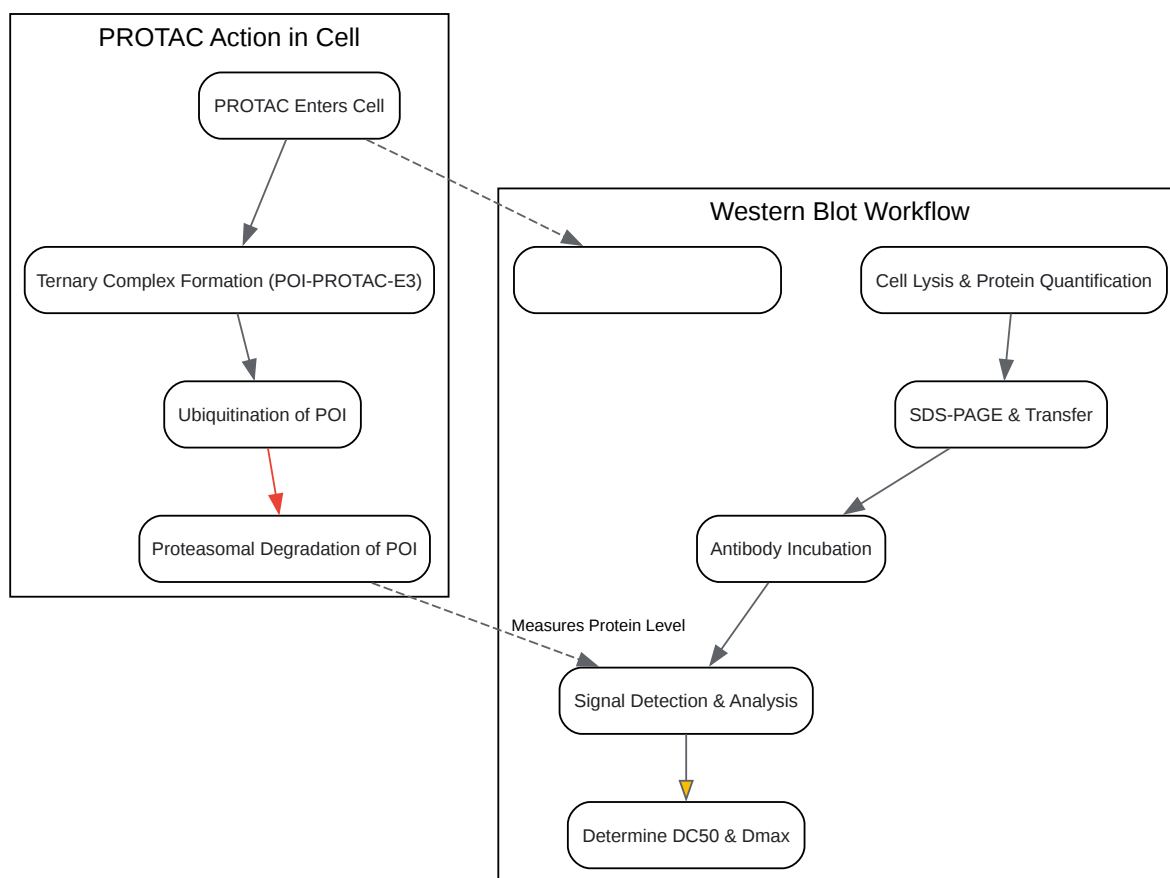 PROTAC Action in Cell
PROTAC Enters Cell
Ternary Complex Formation (POI-PROTAC-E3)
Ubiquitination of POI
Proteasomal Degradation of POI
Measures Protein Level
Western Blot Workflow
Cell Lysis & Protein Quantification
SDS-PAGE & Transfer
Antibody Incubation
Signal Detection & Analysis
Determine DC50 & Dmax